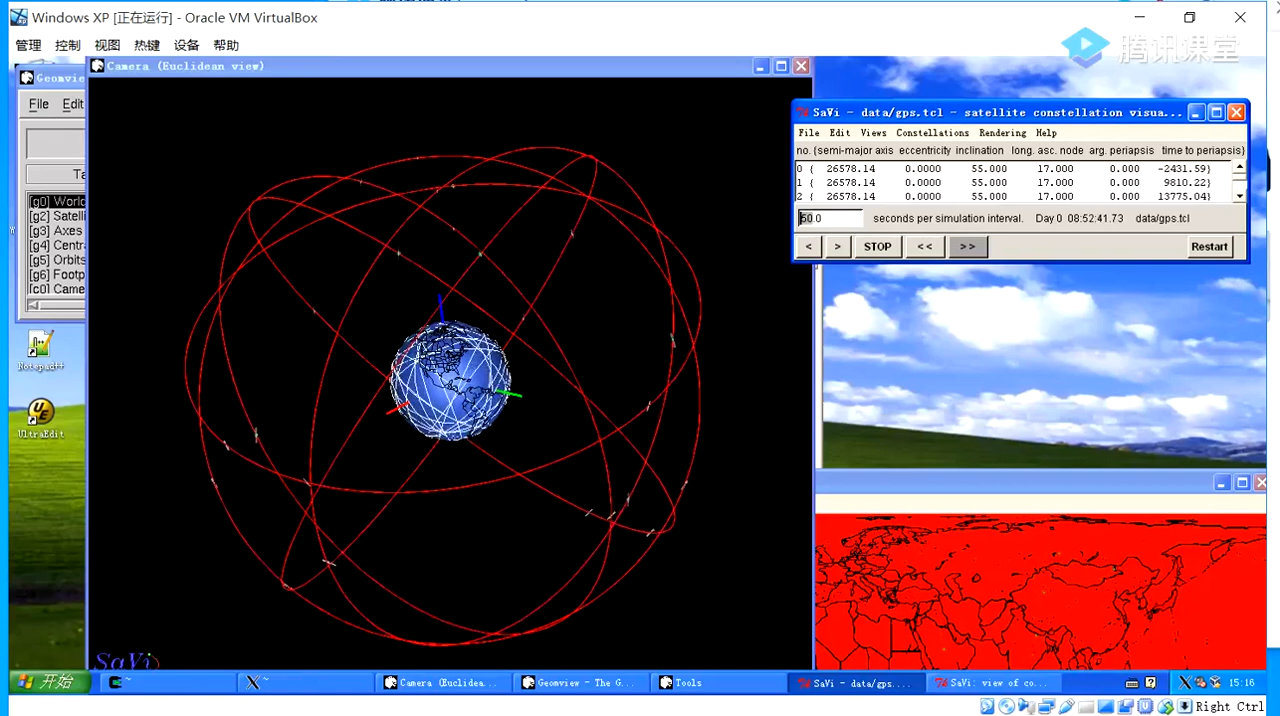 Windows XP [正在运行] - Oracle VM VirtualBox
管理 控制 视图 热键 设备 帮助
腾讯课堂
Geomview
File Edit
Ta
[g0] World
[g2] Satelli
[g3] Axes
[g4] Centra
[g5] Orbits
[g6] Footp
[c0] Came
Notepad++
UltraEdit
Camera (Euclidean view)
SaVi
SaVi - data/gps.tcl - satellite constellation visua...
File Edit Views Constellations Rendering Help
no. {semi-major axis eccentricity inclination long. asc. node arg. periapsis time to periapsis}
0 { 26578.14 0.0000 55.000 17.000 0.000 -2431.59}
1 { 26578.14 0.0000 55.000 17.000 0.000 9810.22}
2 { 26578.14 0.0000 55.000 17.000 0.000 13775.04}
60.0 seconds per simulation interval. Day 0 08:52:41.73 data/gps.tcl
< > STOP << >> Restart
开始 ~ ~ Camera (Euclidea... Geomview - The G... Tools SaVi - data/gps.... SaVi: view of co... 15:16
Right Ctrl